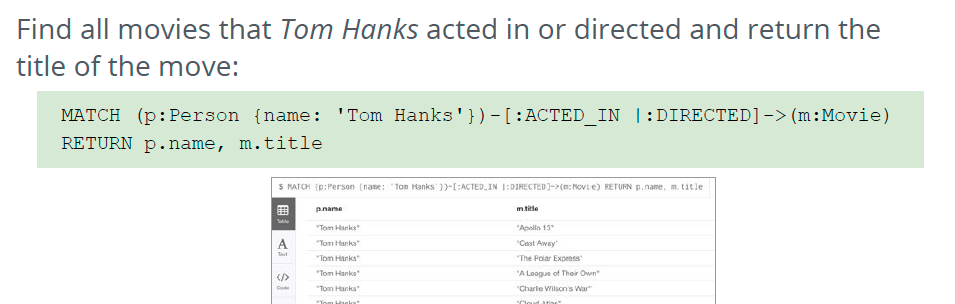 Find all movies that Tom Hanks acted in or directed and return the
title of the move:
MATCH (p:Person {name: 'Tom Hanks'})-[:ACTED_IN |:DIRECTED]->(m:Movie)
RETURN p.name, m.title
$ MATCH (p:Person {name: 'Tom Hanks'})-[:ACTED_IN |:DIRECTED]->(m:Movie) RETURN p.name, m.title
p.name m.title
Table
"Tom Hanks" "Apollo 13"
A "Tom Hanks" "Cast Away"
Text
"Tom Hanks" "The Polar Express"
</> "Tom Hanks" "A League of Their Own"
Code
"Tom Hanks" "Charlie Wilson's War"
"Tom Hanks" "Cloud Atlas"